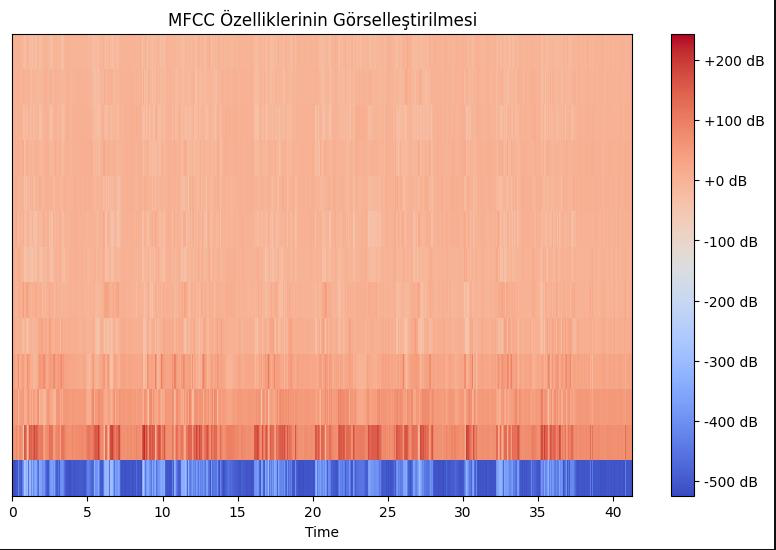 MFCC Özelliklerinin Görselleştirilmesi
+200 dB
+100 dB
+0 dB
-100 dB
-200 dB
-300 dB
-400 dB
-500 dB
0 5 10 15 20 25 30 35 40
Time